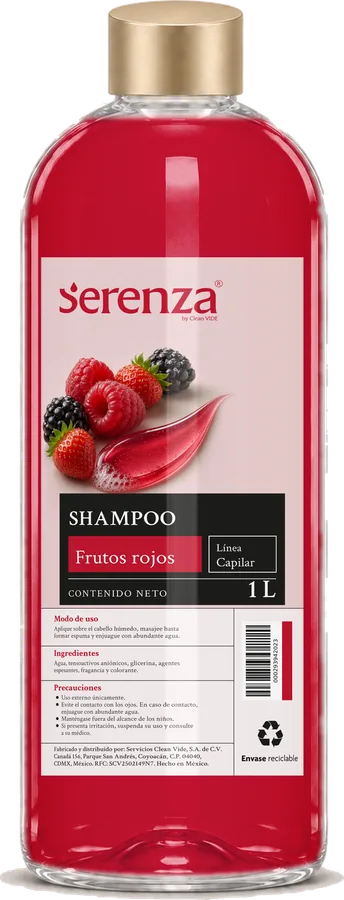 Serenza®
by Clean VIDE
SHAMPOO
Frutos rojos
Línea
Capilar
CONTENIDO NETO
1 L
Modo de uso
Aplique sobre el cabello húmedo, masajee hasta
formar espuma y enjuague con abundante agua.
Ingredientes
Agua, tensoactivos aniónicos, glicerina, agentes
espesantes, fragancia y colorante.
Precauciones
• Uso externo únicamente.
• Evite el contacto con los ojos. En caso de contacto,
enjuague con abundante agua.
• Manténgase fuera del alcance de los niños.
• Si presenta irritación, suspenda su uso y consulte
a su médico.
000293942023
Envase reciclable
Fabricado y distribuido por: Servicios Clean Vide, S.A. de C.V.
Canadá 156, Parque San Andrés, Coyoacán, C.P. 04040,
CDMX, México. RFC: SCV2502149N7. Hecho en México.